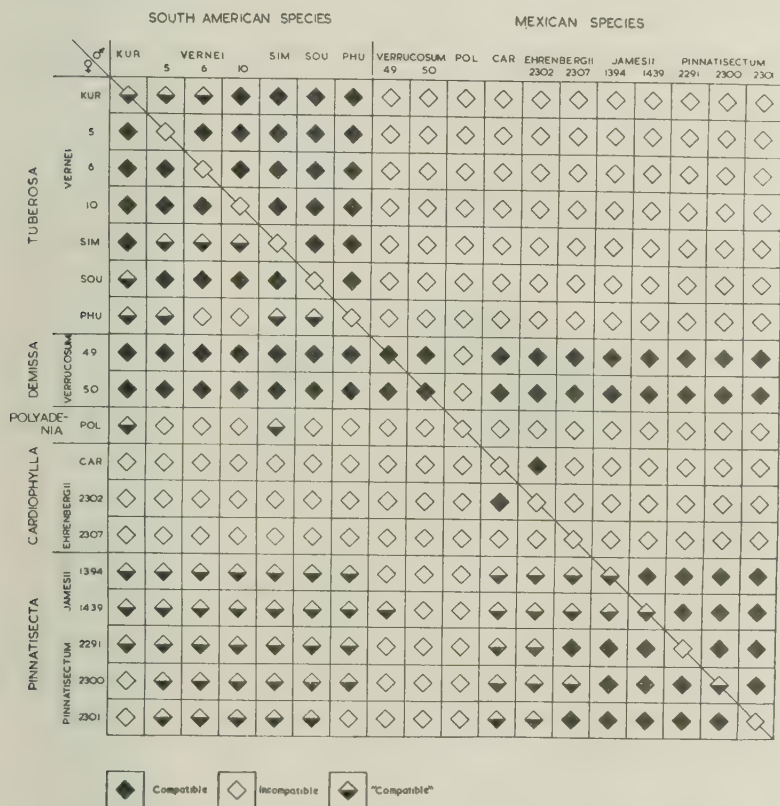 SOUTH AMERICAN SPECIES MEXICAN SPECIES
♀ ♂ KUR VERNEI SIM SOU PHU VERRUCOSUM POL CAR EHRENBERGII JAMESII PINNATISECTUM
5 6 10 49 50 2302 2307 1394 1439 2291 2300 2301
TUBEROSA
KUR
VERNEI
5
6
10
SIM
SOU
PHU
DEMISSA
VERRUCOSUM
49
50
POLYADE-
NIA
POL
CARDIOPHYLLA
CAR
EHRENBERGII
2302
2307
PINNATISECTA
JAMESII
1394
1439
PINNATISECTUM
2291
2300
2301
Compatible Incompatible "Compatible"